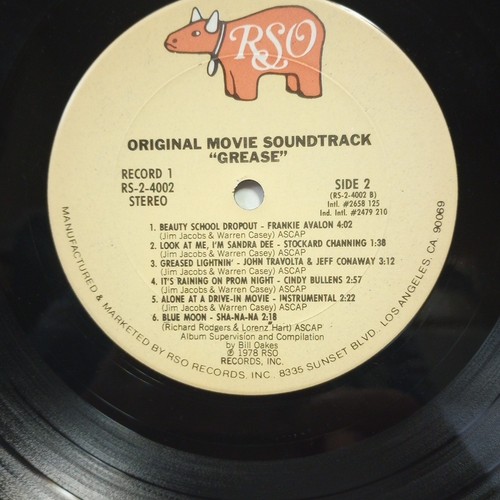 RSO
ORIGINAL MOVIE SOUNDTRACK
"GREASE"
RECORD 1
RS-2-4002
STEREO
SIDE 2
(RS-2-4002 B)
Intl. #2658 125
Ind. Intl. #2479 210
1. BEAUTY SCHOOL DROPOUT - FRANKIE AVALON 4:02
(Jim Jacobs & Warren Casey) ASCAP
2. LOOK AT ME, I'M SANDRA DEE - STOCKARD CHANNING 1:38
(Jim Jacobs & Warren Casey) ASCAP
3. GREASED LIGHTNIN' - JOHN TRAVOLTA & JEFF CONAWAY 3:12
(Jim Jacobs & Warren Casey) ASCAP
4. IT'S RAINING ON PROM NIGHT - CINDY BULLENS 2:57
(Jim Jacobs & Warren Casey) ASCAP
5. ALONE AT A DRIVE-IN MOVIE - INSTRUMENTAL 2:22
(Jim Jacobs & Warren Casey) ASCAP
6. BLUE MOON - SHA-NA-NA 2:18
(Richard Rodgers & Lorenz Hart) ASCAP
Album Supervision and Compilation
by Bill Oakes
℗ 1978 RSO
RECORDS, INC.
MANUFACTURED & MARKETED BY RSO RECORDS, INC., 8335 SUNSET BLVD., LOS ANGELES, CA. 90069